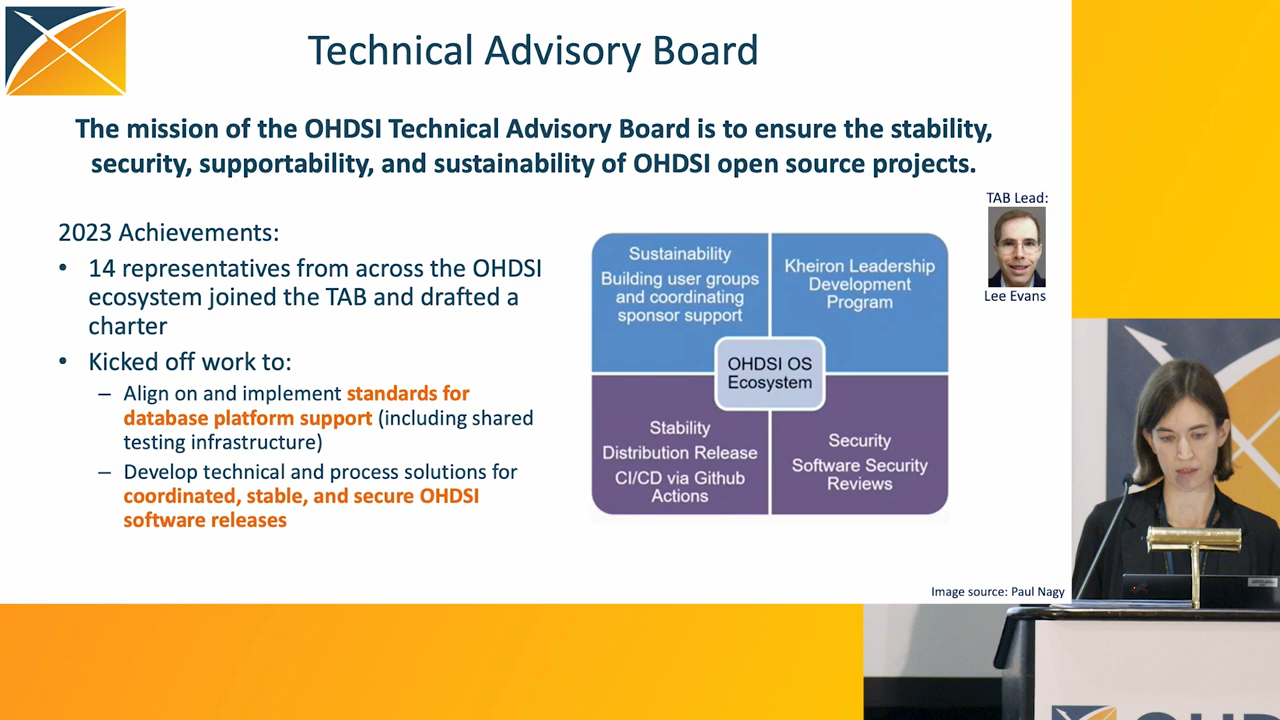 Technical Advisory Board
The mission of the OHDSI Technical Advisory Board is to ensure the stability,
security, supportability, and sustainability of OHDSI open source projects.
TAB Lead:
Lee Evans
2023 Achievements:
• 14 representatives from across the OHDSI
ecosystem joined the TAB and drafted a
charter
• Kicked off work to:
– Align on and implement standards for
database platform support (including shared
testing infrastructure)
– Develop technical and process solutions for
coordinated, stable, and secure OHDSI
software releases
Sustainability
Building user groups
and coordinating
sponsor support
Kheiron Leadership
Development
Program
OHDSI OS
Ecosystem
Stability
Distribution Release
CI/CD via Github
Actions
Security
Software Security
Reviews
Image source: Paul Nagy